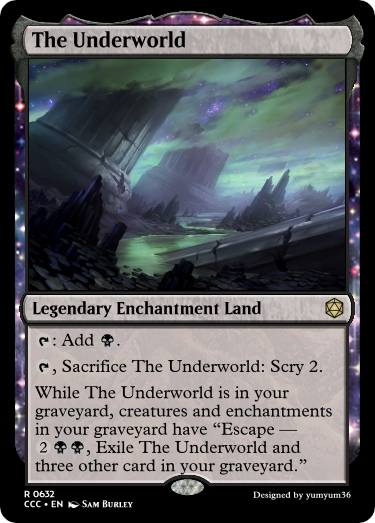 The Underworld
Legendary Enchantment Land
: Add .
, Sacrifice The Underworld: Scry 2.
While The Underworld is in your
graveyard, creatures and enchantments
in your graveyard have “Escape —
2 , Exile The Underworld and
three other card in your graveyard.”
R 0632
CCC • EN Sam Burley
Designed by yumyum36